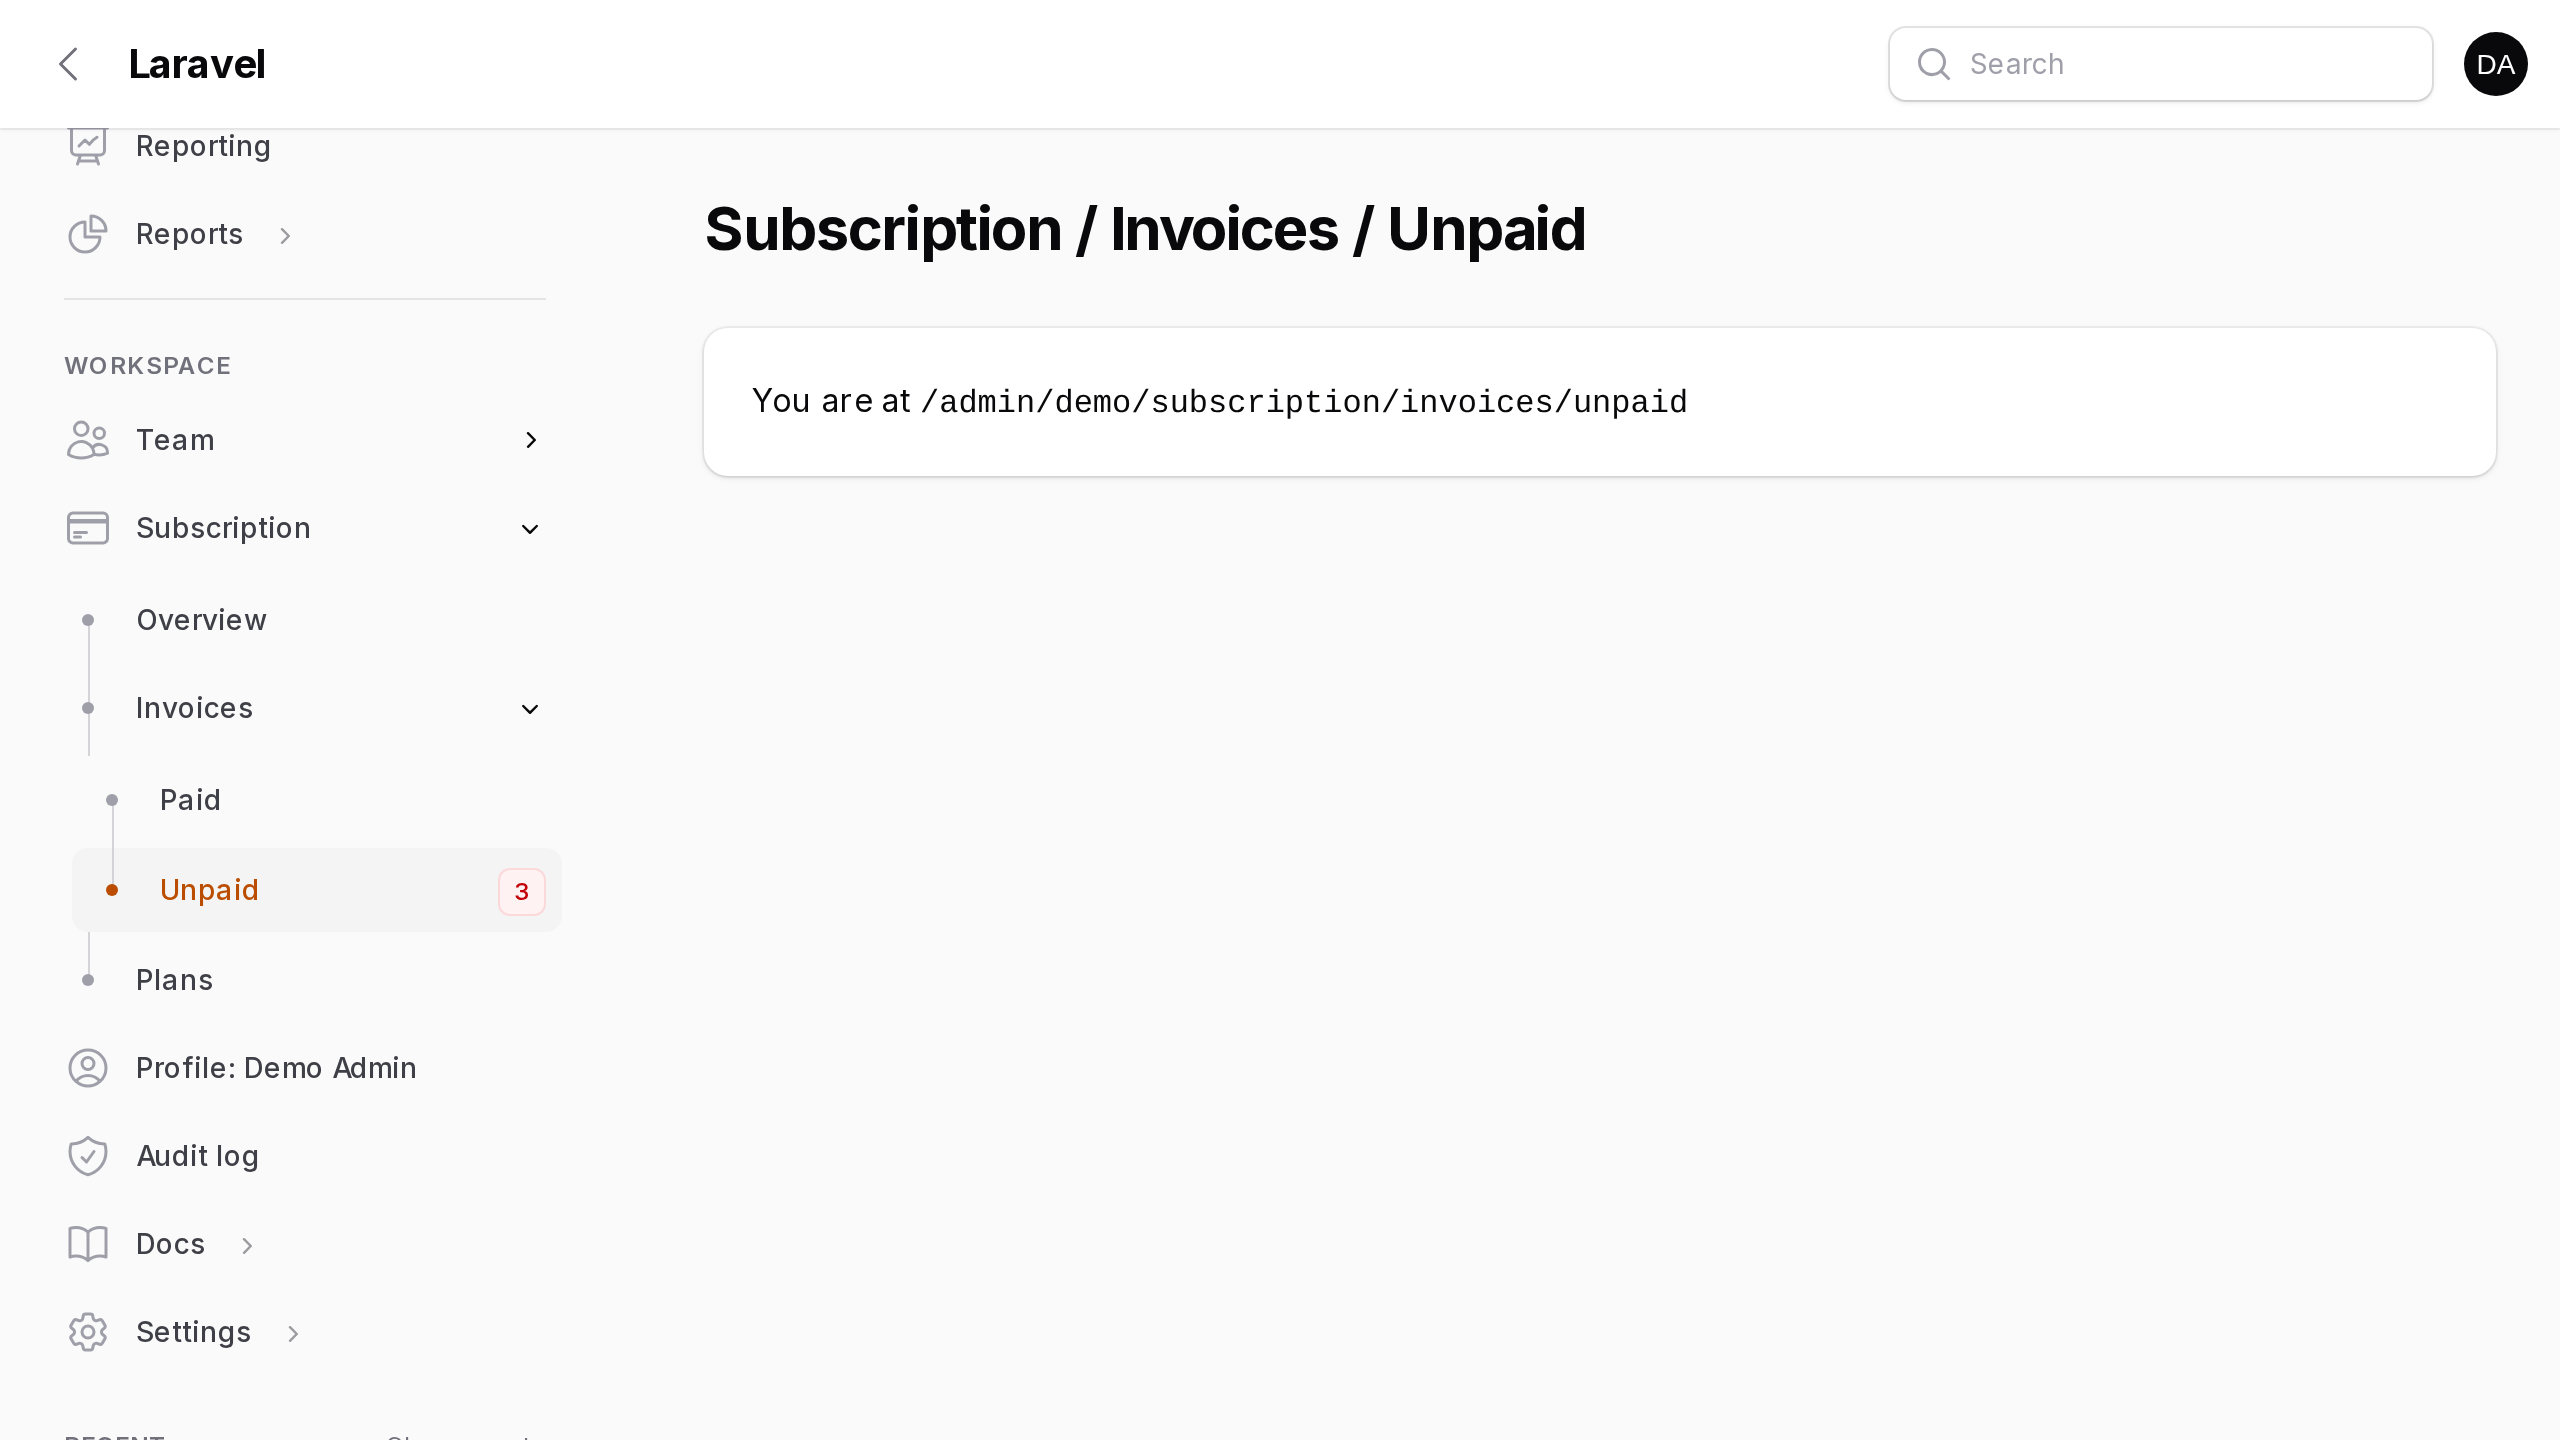 Laravel
Search
DA
Reporting
Reports
WORKSPACE
Team
Subscription
Overview
Invoices
Paid
Unpaid 3
Plans
Profile: Demo Admin
Audit log
Docs
Settings
RECENT
Subscription / Invoices / Unpaid
You are at /admin/demo/subscription/invoices/unpaid